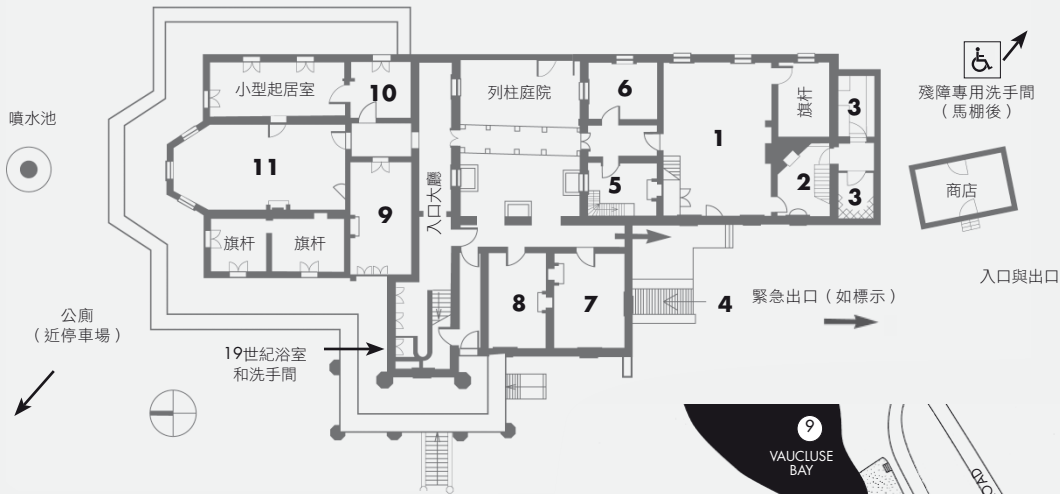 噴水池
小型起居室
10
列柱庭院
6
旗杆
3
殘障專用洗手間
（馬棚後）
11
1
2
3
商店
入口大廳
9
5
旗杆
旗杆
8
7
4
緊急出口（如標示）
入口與出口
公廁
（近停車場）
19世紀浴室
和洗手間
9
VAUCLUSE
BAY
OAD